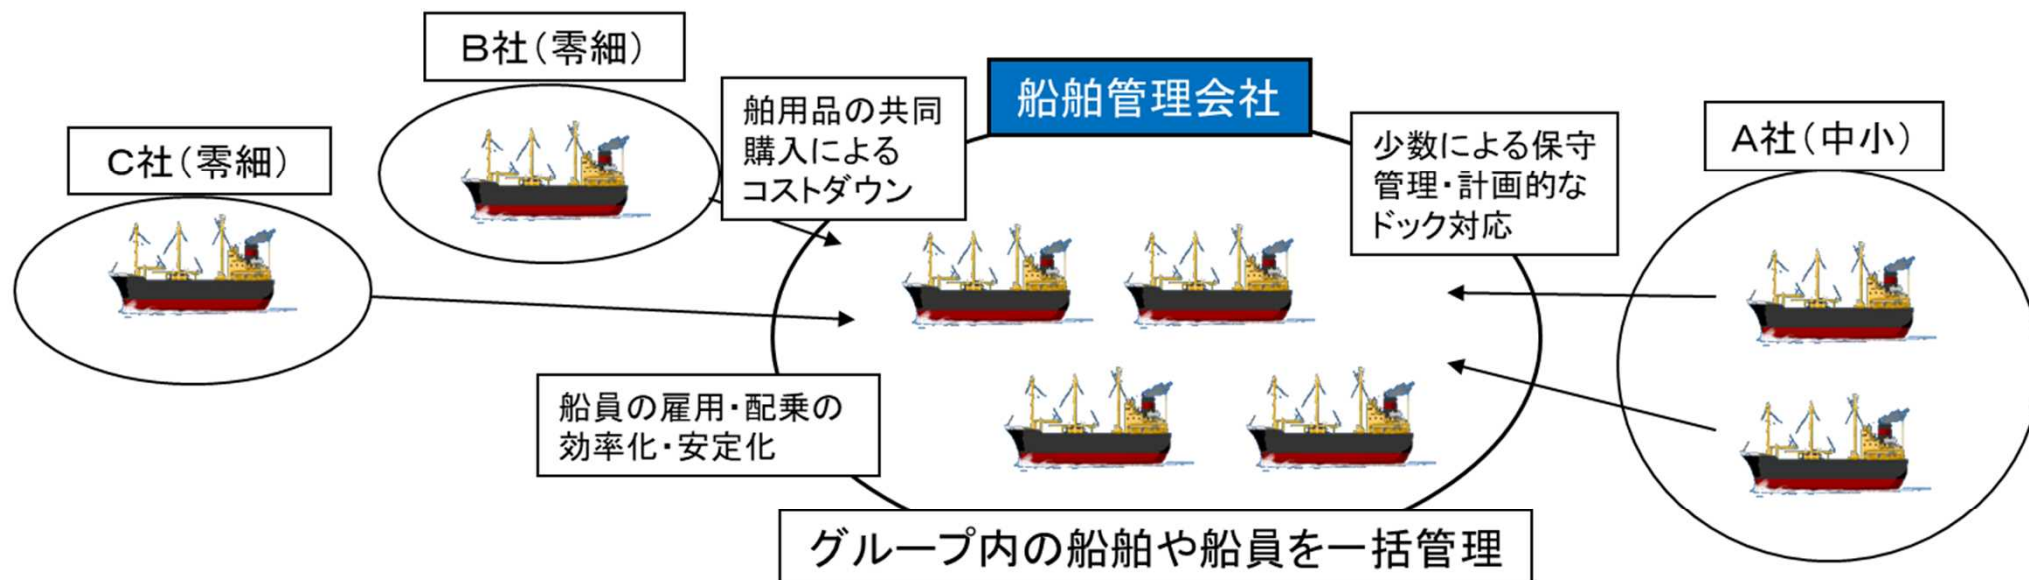 B社(零細)
C社(零細)
舶用品の共同
購入による
コストダウン
船舶管理会社
少数による保守
管理・計画的な
ドック対応
A社(中小)
船員の雇用・配乗の
効率化・安定化
グループ内の船舶や船員を一括管理